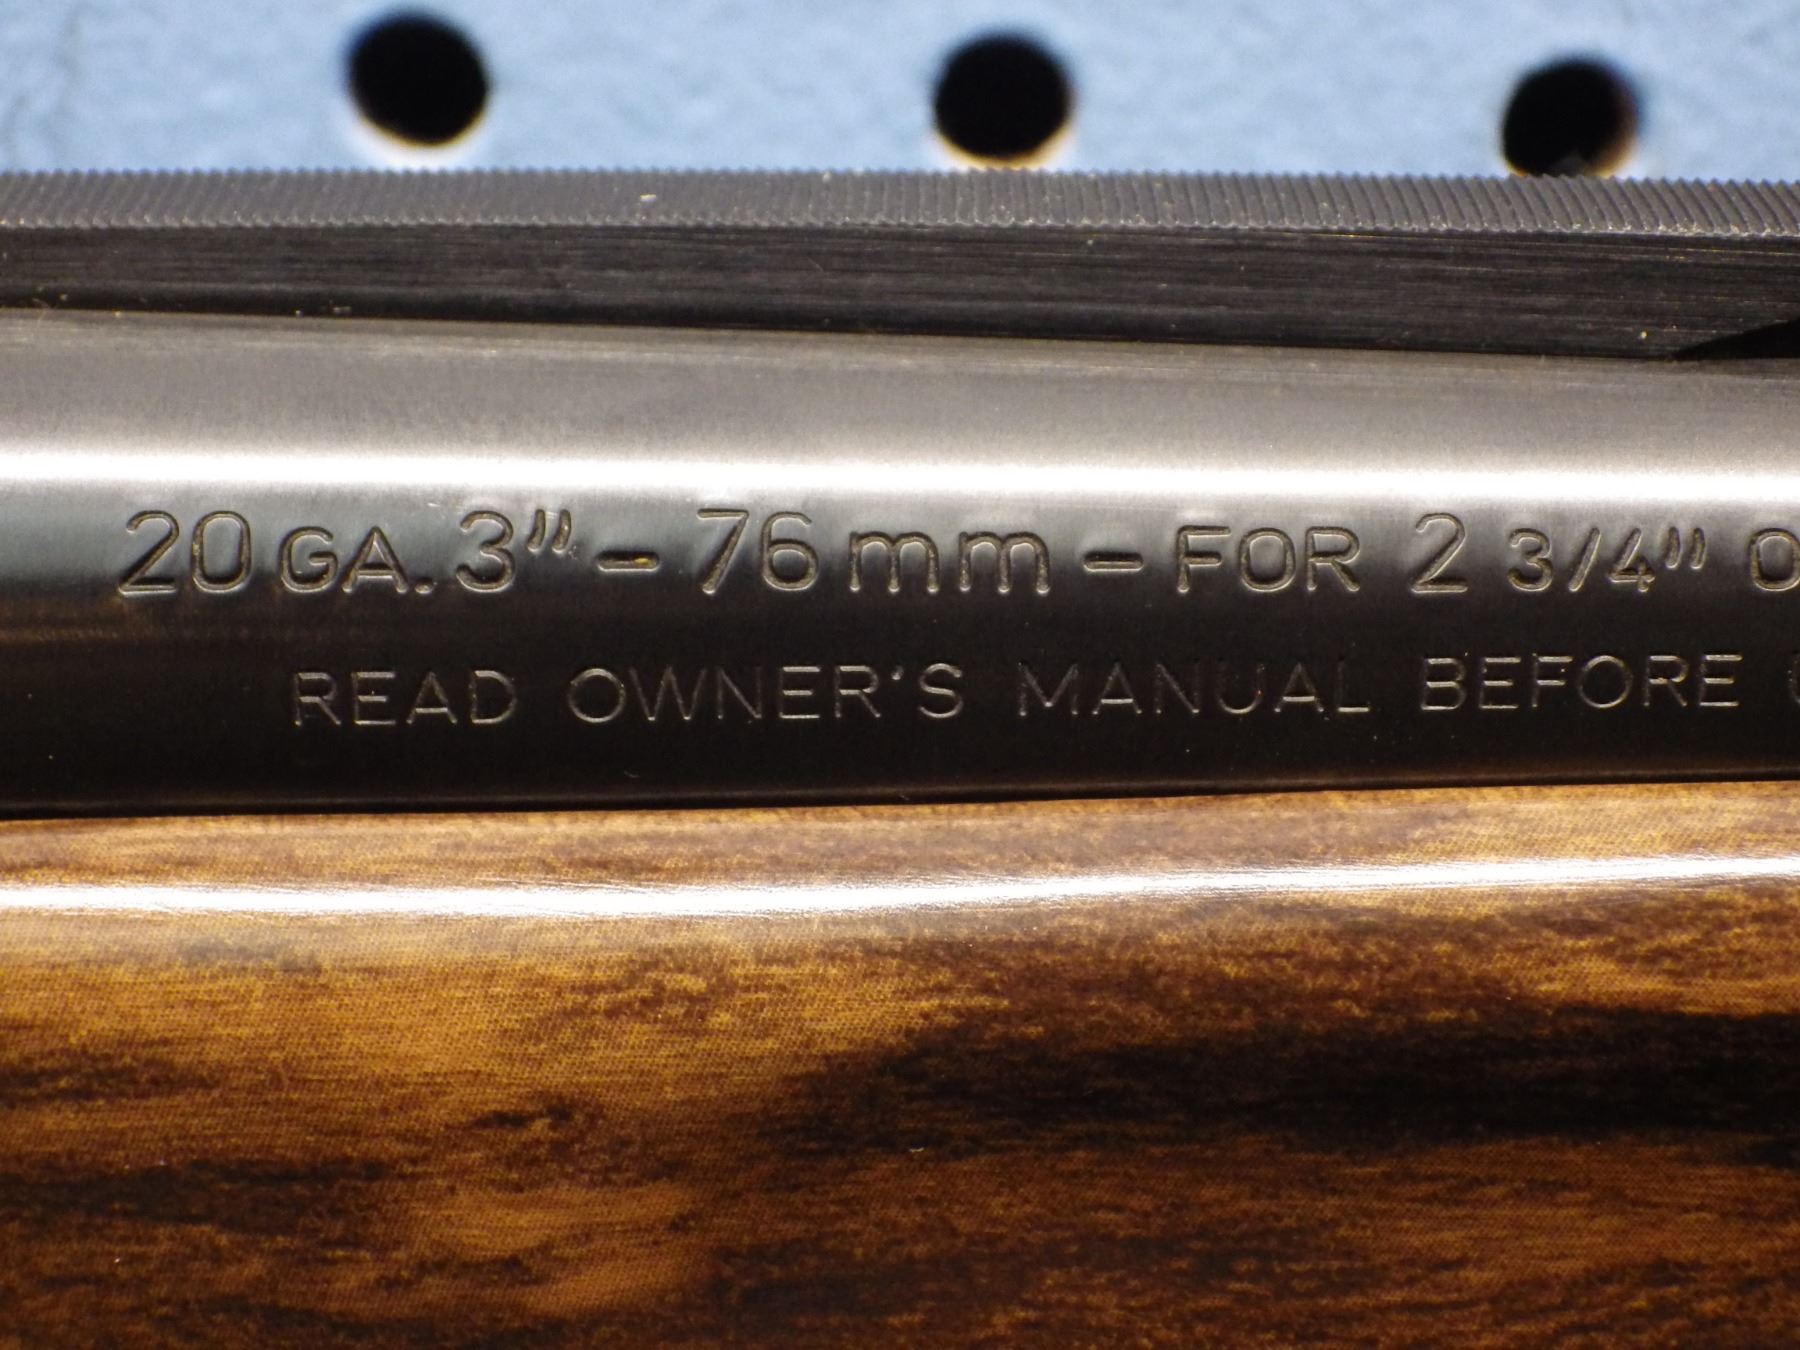 20 GA. 3" - 76 mm - FOR 2 3/4"
READ OWNER'S MANUAL BEFORE